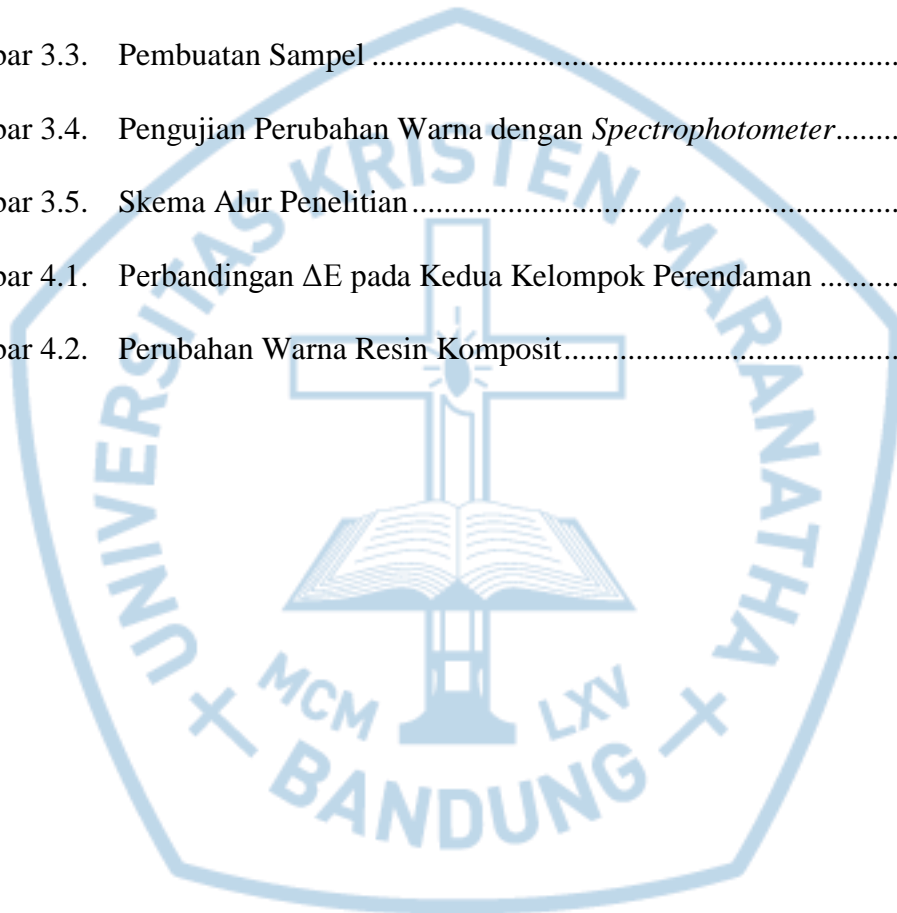 bar 3.3. Pembuatan Sampel ..................................................................
bar 3.4. Pengujian Perubahan Warna dengan Spectrophotometer........
bar 3.5. Skema Alur Penelitian .............................................................
bar 4.1. Perbandingan ΔE pada Kedua Kelompok Perendaman ..........
bar 4.2. Perubahan Warna Resin Komposit..........................................
UNIVERSITAS KRISTEN MARANATHA
MCM LXV
BANDUNG